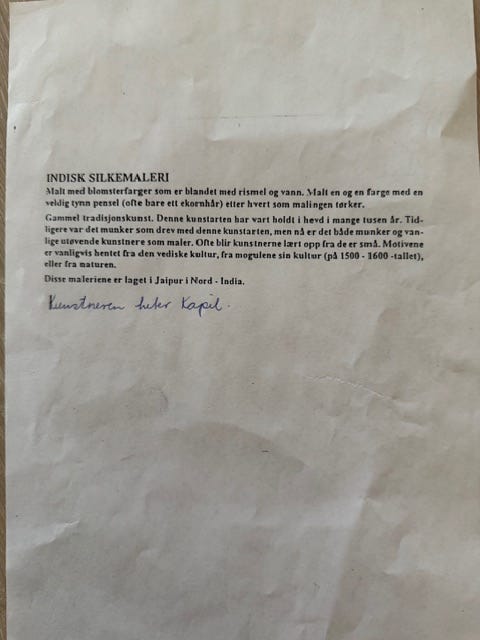 INDISK SILKEMALERI
Malt med blomsterfarger som er blandet med rismel og vann. Malt en og en farge med en
veldig tynn pensel (ofte bare ett ekornhår) etter hvert som malingen tørker.
Gammel tradisjonskunst. Denne kunstarten har vart holdt i hevd i mange tusen år. Tid-
ligere var det munker som drev med denne kunstarten, men nå er det både munker og van-
lige utøvende kunstnere som maler. Ofte blir kunstnerne lært opp fra de er små. Motivene
er vanligvis hentet fra den vediske kultur, fra mogulene sin kultur (på 1500 - 1600 -tallet),
eller fra naturen.
Disse maleriene er laget i Jaipur i Nord - India.
Kunstneren heter Kapil.